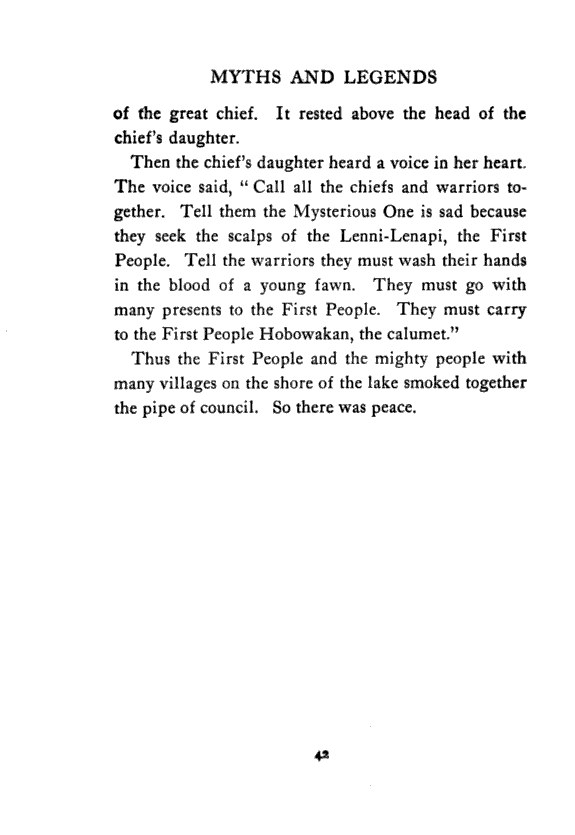 MYTHS AND LEGENDS
of the great chief. It rested above the head of the
chief's daughter.
Then the chief's daughter heard a voice in her heart.
The voice said, “ Call all the chiefs and warriors to-
gether. Tell them the Mysterious One is sad because
they seek the scalps of the Lenni-Lenapi, the First
People. Tell the warriors they must wash their hands
in the blood of a young fawn. They must go with
many presents to the First People. They must carry
to the First People Hobowakan, the calumet.”
Thus the First People and the mighty people with
many villages on the shore of the lake smoked together
the pipe of council. So there was peace.
42